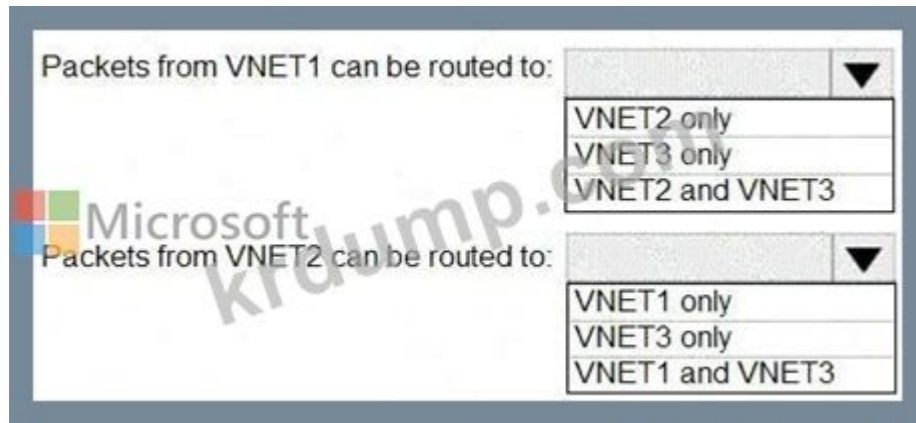 Packets from VNET1 can be routed to:
VNET2 only
VNET3 only
VNET2 and VNET3
Microsoft
krdump.com
Packets from VNET2 can be routed to:
VNET1 only
VNET3 only
VNET1 and VNET3